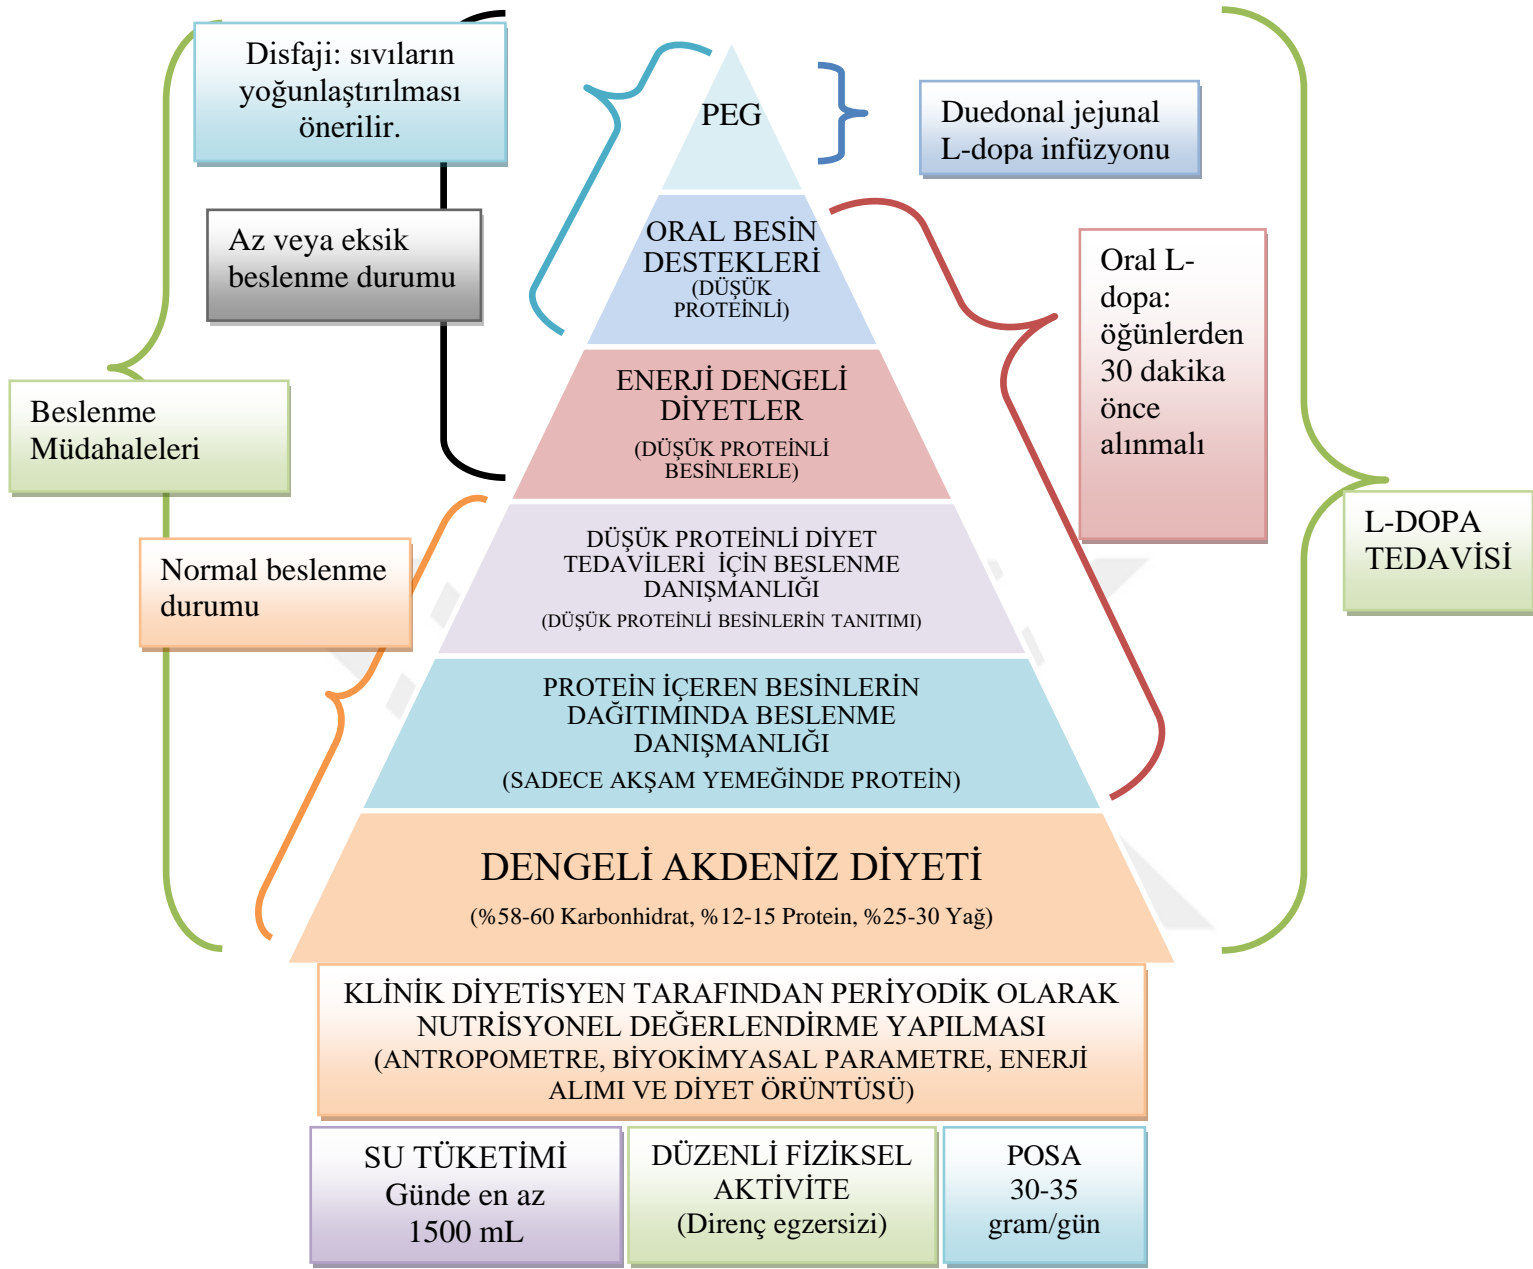 Disfaji: sıvıların
yoğunlaştırılması
önerilir.
PEG
Duedonal jejunal
L-dopa infüzyonu
Az veya eksik
beslenme durumu
ORAL BESİN
DESTEKLERİ
(DÜŞÜK
PROTEİNLİ)
Oral L-
dopa:
öğünlerden
30 dakika
önce
alınmalı
Beslenme
Müdahaleleri
ENERJİ DENGELİ
DİYETLER
(DÜŞÜK PROTEİNLİ
BESİNLERLE)
L-DOPA
TEDAVİSİ
Normal beslenme
durumu
DÜŞÜK PROTEİNLİ DİYET
TEDAVİLERİ İÇİN BESLENME
DANIŞMANLIĞI
(DÜŞÜK PROTEİNLİ BESİNLERİN TANITIMI)
PROTEİN İÇEREN BESİNLERİN
DAĞITIMINDA BESLENME
DANIŞMANLIĞI
(SADECE AKŞAM YEMEĞİNDE PROTEİN)
DENGELİ AKDENİZ DİYETİ
(%58-60 Karbonhidrat, %12-15 Protein, %25-30 Yağ)
KLİNİK DİYETİSYEN TARAFINDAN PERİYODİK OLARAK
NUTRİSYONEL DEĞERLENDİRME YAPILMASI
(ANTROPOMETRE, BİYOKİMYASAL PARAMETRE, ENERJİ
ALIMI VE DİYET ÖRÜNTÜSÜ)
SU TÜKETİMİ
Günde en az
1500 mL
DÜZENLİ FİZİKSEL
AKTİVİTE
(Direnç egzersizi)
POSA
30-35
gram/gün